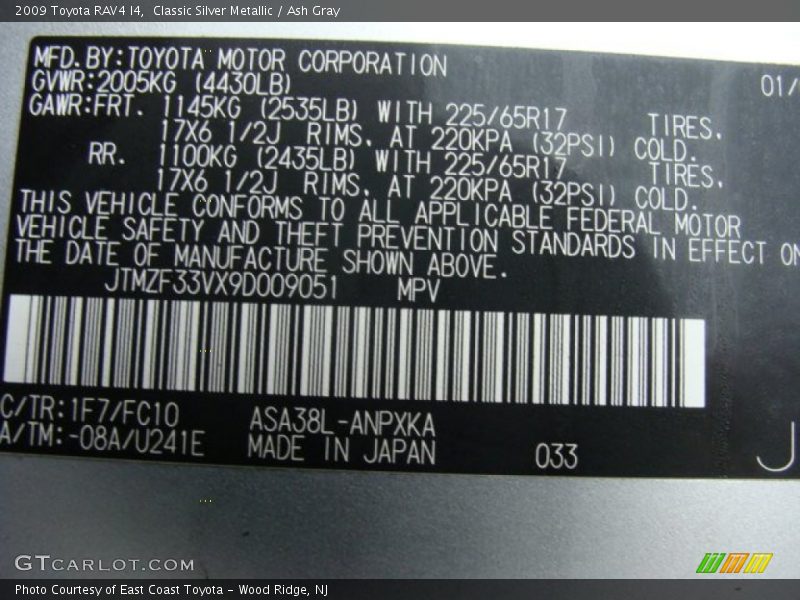 2009 Toyota RAV4 I4,  Classic Silver Metallic / Ash Gray
MFD.BY:TOYOTA MOTOR CORPORATION 01/
GVWR:2005KG (4430LB)
GAWR:FRT. 1145KG (2535LB) WITH 225/65R17 TIRES.
17X6 1/2J RIMS. AT 220KPA (32PSI) COLD.
RR. 1100KG (2435LB) WITH 225/65R17 TIRES.
17X6 1/2J RIMS. AT 220KPA (32PSI) COLD.
THIS VEHICLE CONFORMS TO ALL APPLICABLE FEDERAL MOTOR
VEHICLE SAFETY AND THEFT PREVENTION STANDARDS IN EFFECT ON
THE DATE OF MANUFACTURE SHOWN ABOVE.
JTMZF33VX9D009051 MPV
C/TR:1F7/FC10 ASA38L-ANPXKA
A/TM:-08A/U241E MADE IN JAPAN 033 J
GTCARLOT.COM
Photo Courtesy of East Coast Toyota – Wood Ridge, NJ